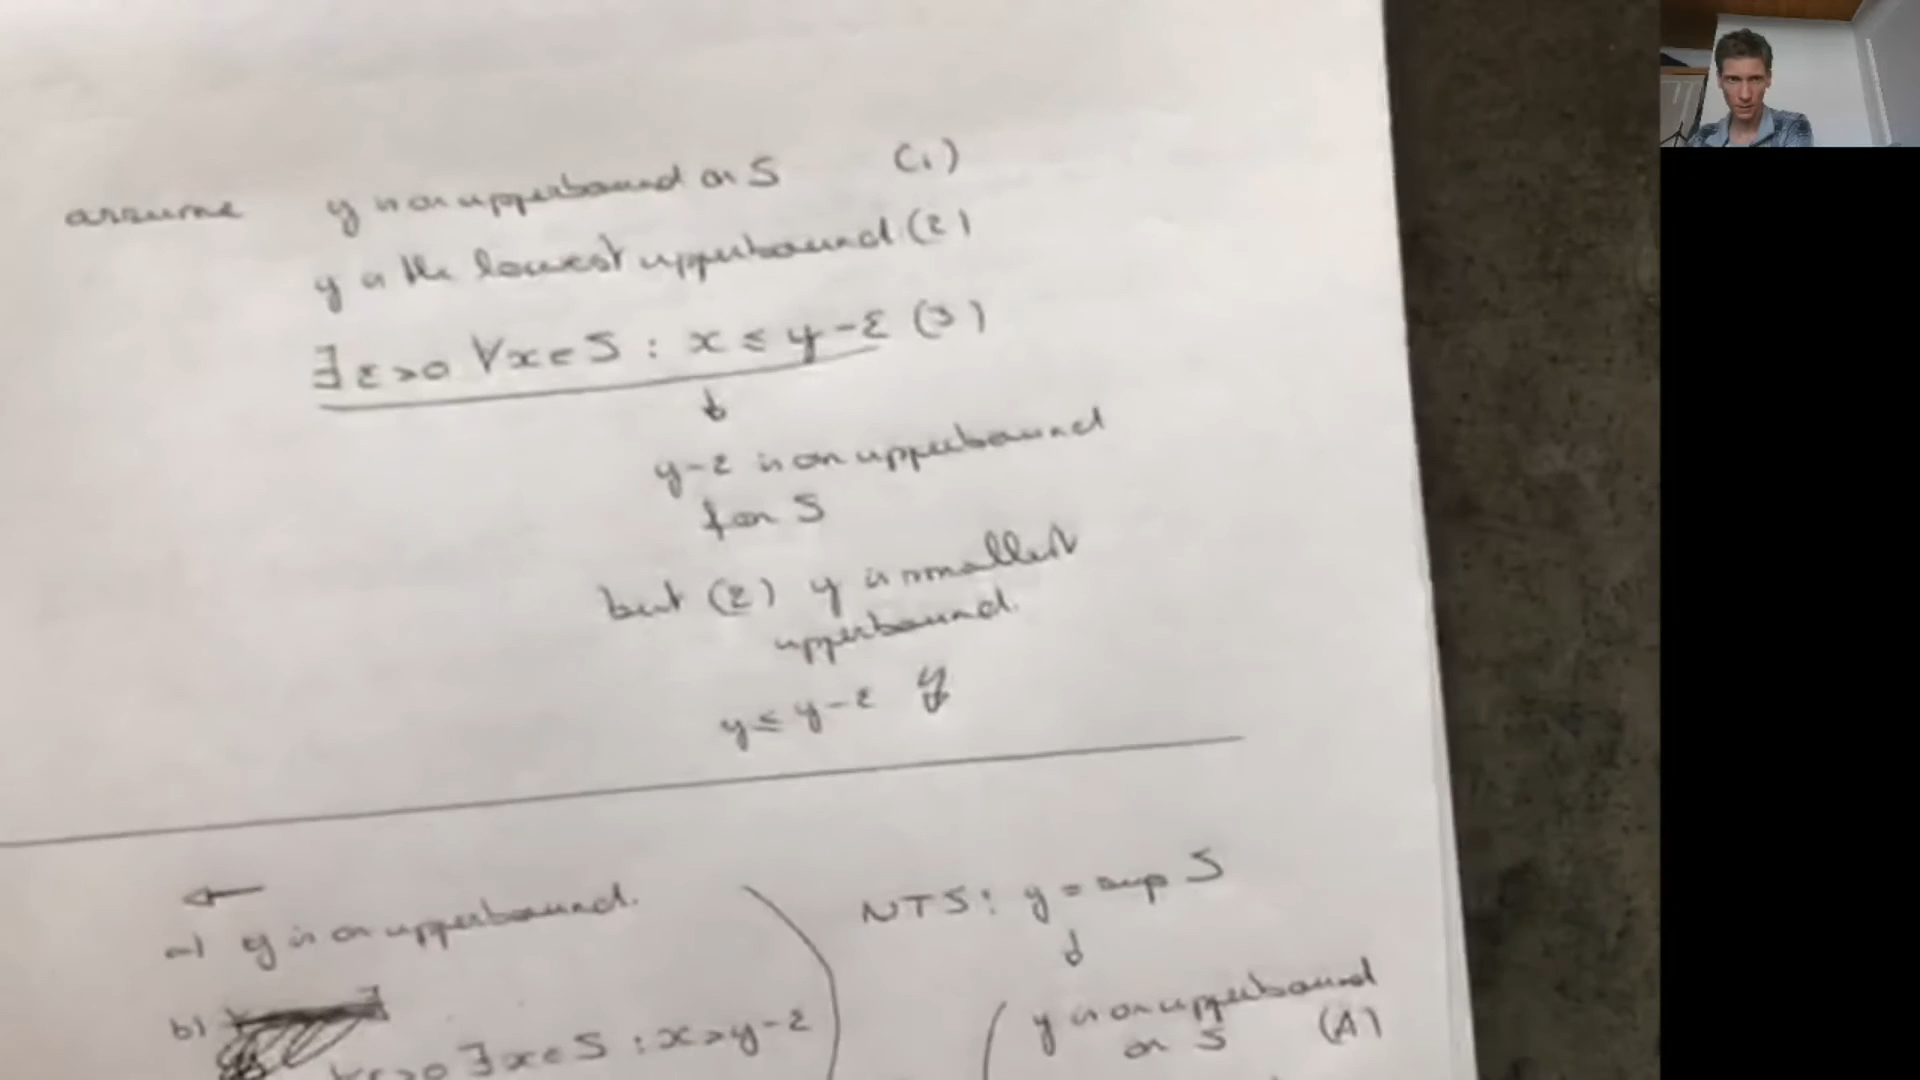 assume y is an upperbound on S (1)
y is the lowest upperbound (2)
∃ε>0 ∀x∈S : x ≤ y-ε (3)
↓
y-ε is an upperbound
for S
but (2) y is smallest
upperbound.
y ≤ y-ε ↯
←
a) y is an upperbound.
b)
∀ε>0 ∃x∈S : x>y-ε
NTS: y = sup S
↓
y is an upperbound
on S (A)